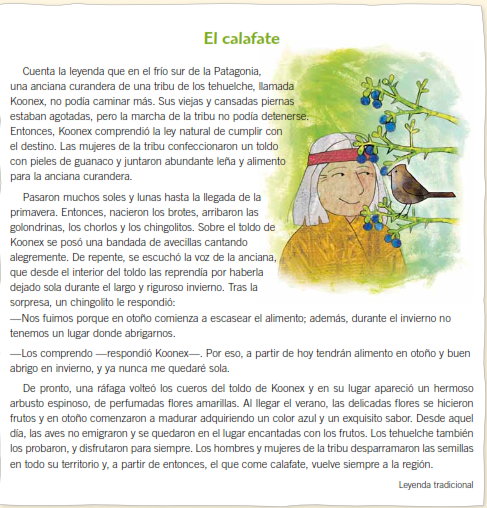 El calafate
Cuenta la leyenda que en el frío sur de la Patagonia,
una anciana curandera de una tribu de los tehuelche, llamada
Koonex, no podía caminar más. Sus viejas y cansadas piernas
estaban agotadas, pero la marcha de la tribu no podía detenerse.
Entonces, Koonex comprendió la ley natural de cumplir con
el destino. Las mujeres de la tribu confeccionaron un toldo
con pieles de guanaco y juntaron abundante leña y alimento
para la anciana curandera.
Pasaron muchos soles y lunas hasta la llegada de la
primavera. Entonces, nacieron los brotes, arribaron las
golondrinas, los chorlos y los chingolitos. Sobre el toldo de
Koonex se posó una bandada de avecillas cantando
alegremente. De repente, se escuchó la voz de la anciana,
que desde el interior del toldo las reprendía por haberla
dejado sola durante el largo y riguroso invierno. Tras la
sorpresa, un chingolito le respondió:
—Nos fuimos porque en otoño comienza a escasear el alimento; además, durante el invierno no
tenemos un lugar donde abrigarnos.
—Los comprendo —respondió Koonex—. Por eso, a partir de hoy tendrán alimento en otoño y buen
abrigo en invierno, y ya nunca me quedaré sola.
De pronto, una ráfaga volteó los cueros del toldo de Koonex y en su lugar apareció un hermoso
arbusto espinoso, de perfumadas flores amarillas. Al llegar el verano, las delicadas flores se hicieron
frutos y en otoño comenzaron a madurar adquiriendo un color azul y un exquisito sabor. Desde aquel
día, las aves no emigraron y se quedaron en el lugar encantadas con los frutos. Los tehuelche también
los probaron, y disfrutaron para siempre. Los hombres y mujeres de la tribu desparramaron las semillas
en todo su territorio y, a partir de entonces, el que come calafate, vuelve siempre a la región.
Leyenda tradicional